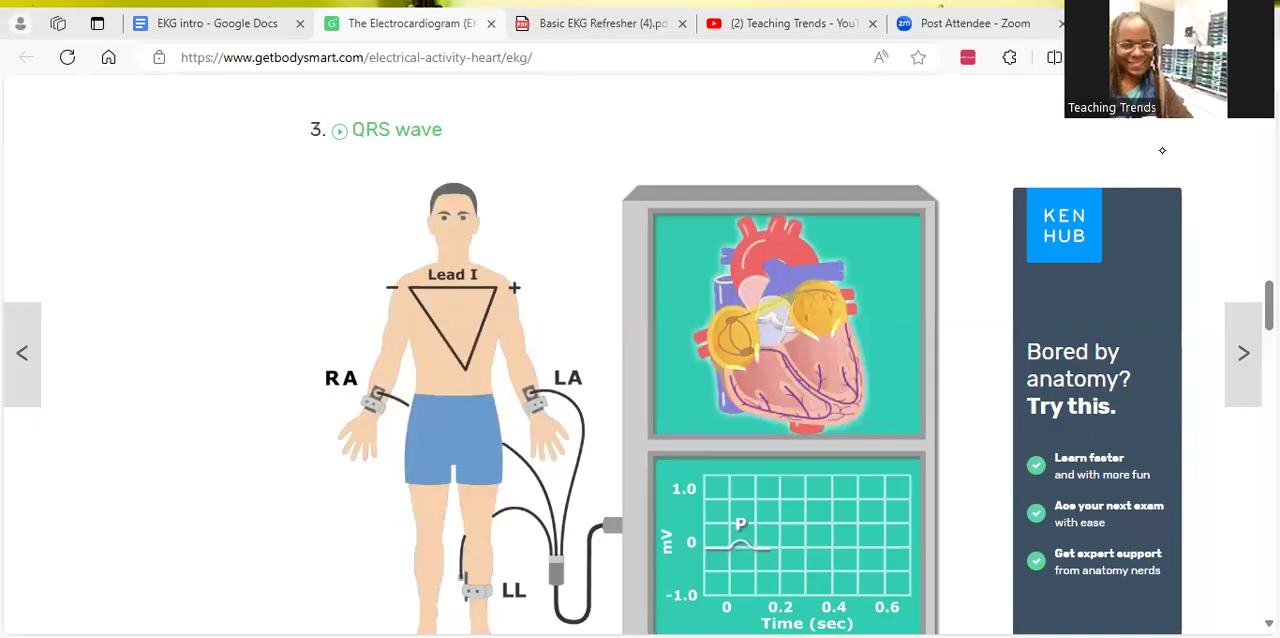 EKG intro - Google Docs
The Electrocardiogram (EK
Basic EKG Refresher (4).pd
(2) Teaching Trends - YouT
Post Attendee - Zoom
https://www.getbodysmart.com/electrical-activity-heart/ekg/
Teaching Trends
3. QRS wave
Lead I
− +
RA
LA
LL
P
1.0
mV
0
-1.0
0 0.2 0.4 0.6
Time (sec)
KEN
HUB
Bored by
anatomy?
Try this.
Learn faster
and with more fun
Ace your next exam
with ease
Get expert support
from anatomy nerds